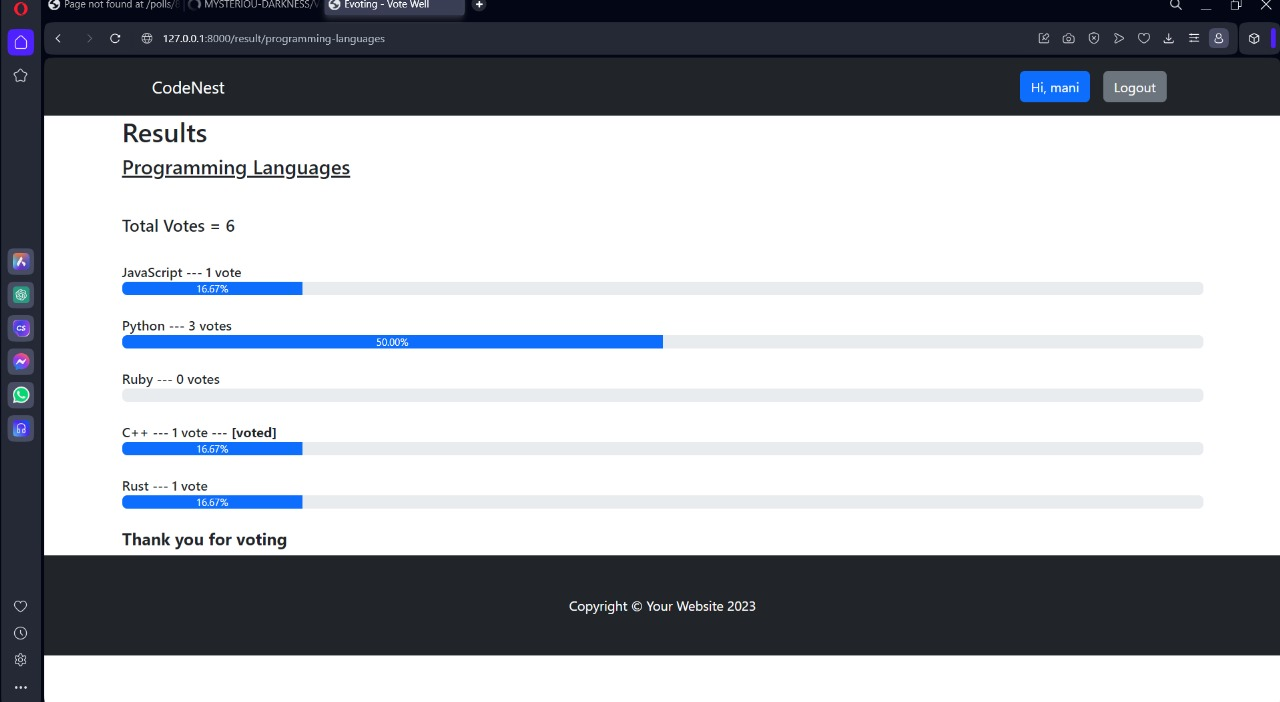 Page not found at /polls/
MYSTERIOU-DARKNESS/
Evoting - Vote Well
127.0.0.1:8000/result/programming-languages
CodeNest
Hi, mani
Logout
Results
Programming Languages
Total Votes = 6
JavaScript --- 1 vote
16.67%
Python --- 3 votes
50.00%
Ruby --- 0 votes
C++ --- 1 vote --- [voted]
16.67%
Rust --- 1 vote
16.67%
Thank you for voting
Copyright © Your Website 2023
CS